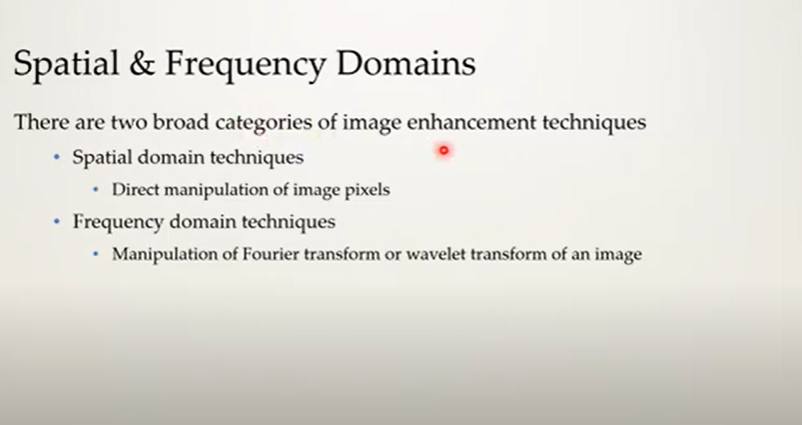 Spatial & Frequency Domains
There are two broad categories of image enhancement techniques
• Spatial domain techniques
• Direct manipulation of image pixels
• Frequency domain techniques
• Manipulation of Fourier transform or wavelet transform of an image